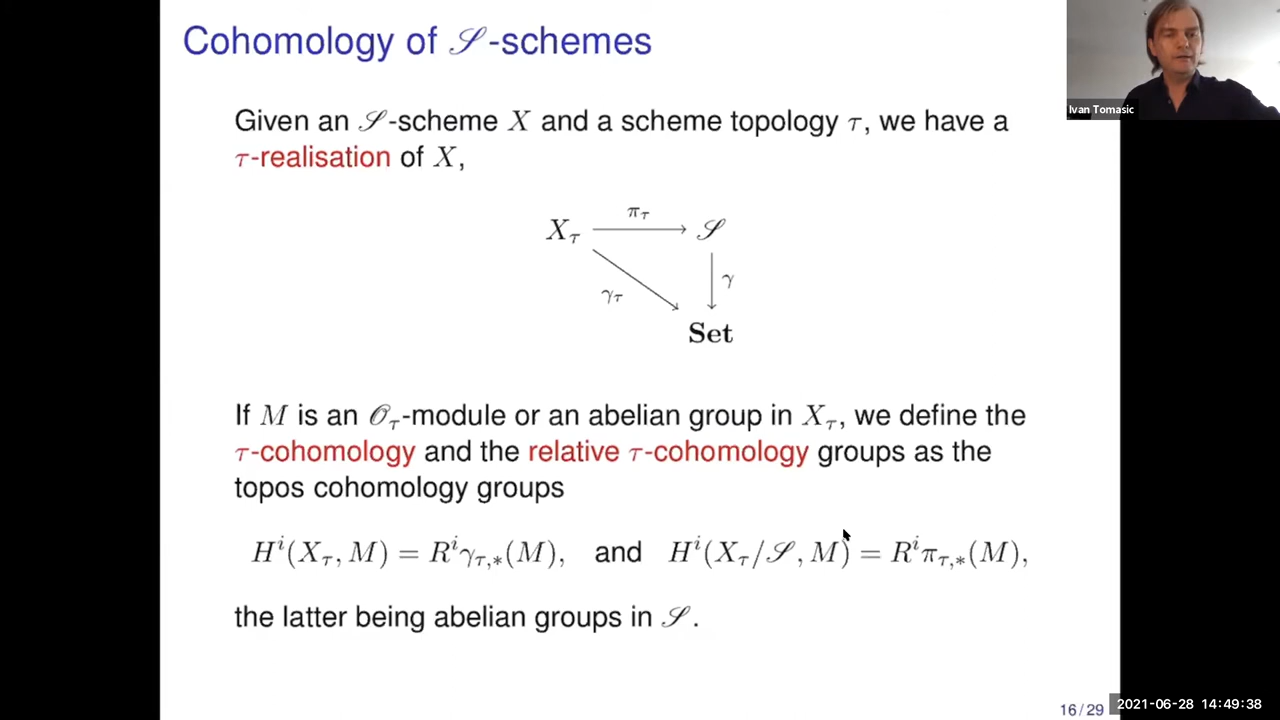 Cohomology of 𝒮-schemes
Ivan Tomasic
Given an 𝒮-scheme X and a scheme topology τ, we have a
τ-realisation of X,
X_τ π_τ 𝒮
γ_τ γ
Set
If M is an 𝒪_τ-module or an abelian group in X_τ, we define the
τ-cohomology and the relative τ-cohomology groups as the
topos cohomology groups
H^i(X_τ, M) = R^i γ_{τ,*}(M), and H^i(X_τ/𝒮, M) = R^i π_{τ,*}(M),
the latter being abelian groups in 𝒮.
16/29
2021-06-28 14:49:38